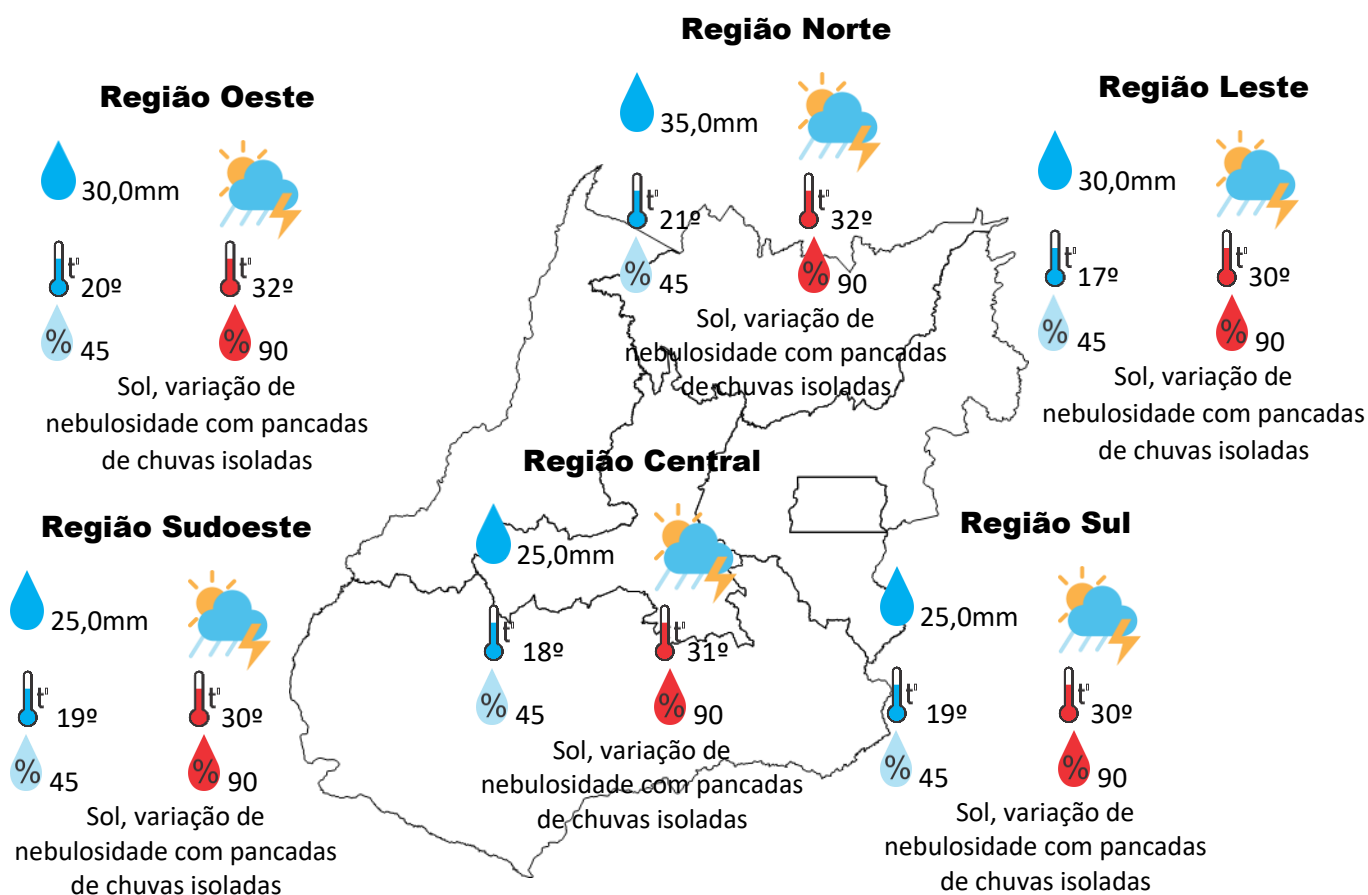 Região Norte
35,0mm
t° 21º
t° 32º
% 45
% 90
Sol, variação de
nebulosidade com pancadas
de chuvas isoladas
Região Oeste
30,0mm
t° 20º
t° 32º
% 45
% 90
Sol, variação de
nebulosidade com pancadas
de chuvas isoladas
Região Leste
30,0mm
t° 17º
t° 30º
% 45
% 90
Sol, variação de
nebulosidade com pancadas
de chuvas isoladas
Região Central
25,0mm
t° 18º
t° 31º
% 45
% 90
Sol, variação de
nebulosidade com pancadas
de chuvas isoladas
Região Sudoeste
25,0mm
t° 19º
t° 30º
% 45
% 90
Sol, variação de
nebulosidade com pancadas
de chuvas isoladas
Região Sul
25,0mm
t° 19º
t° 30º
% 45
% 90
Sol, variação de
nebulosidade com pancadas
de chuvas isoladas